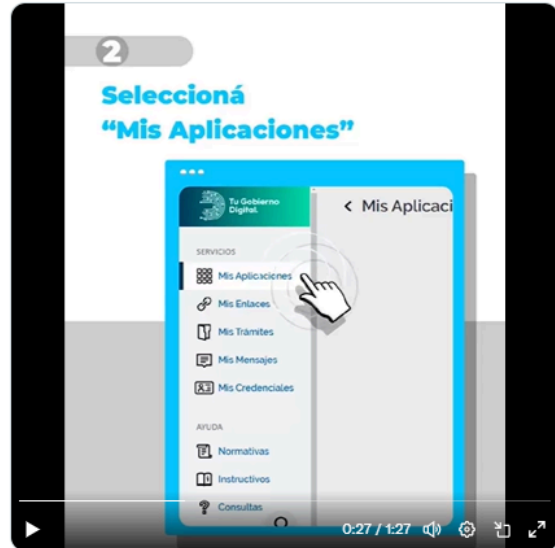 2
Seleccioná
“Mis Aplicaciones”
Tu Gobierno
Digital
< Mis Aplicaci
SERVICIOS
Mis Aplicaciones
Mis Enlaces
Mis Trámites
Mis Mensajes
Mis Credenciales
AYUDA
Normativas
Instructivos
Consultas
0:27 / 1:27